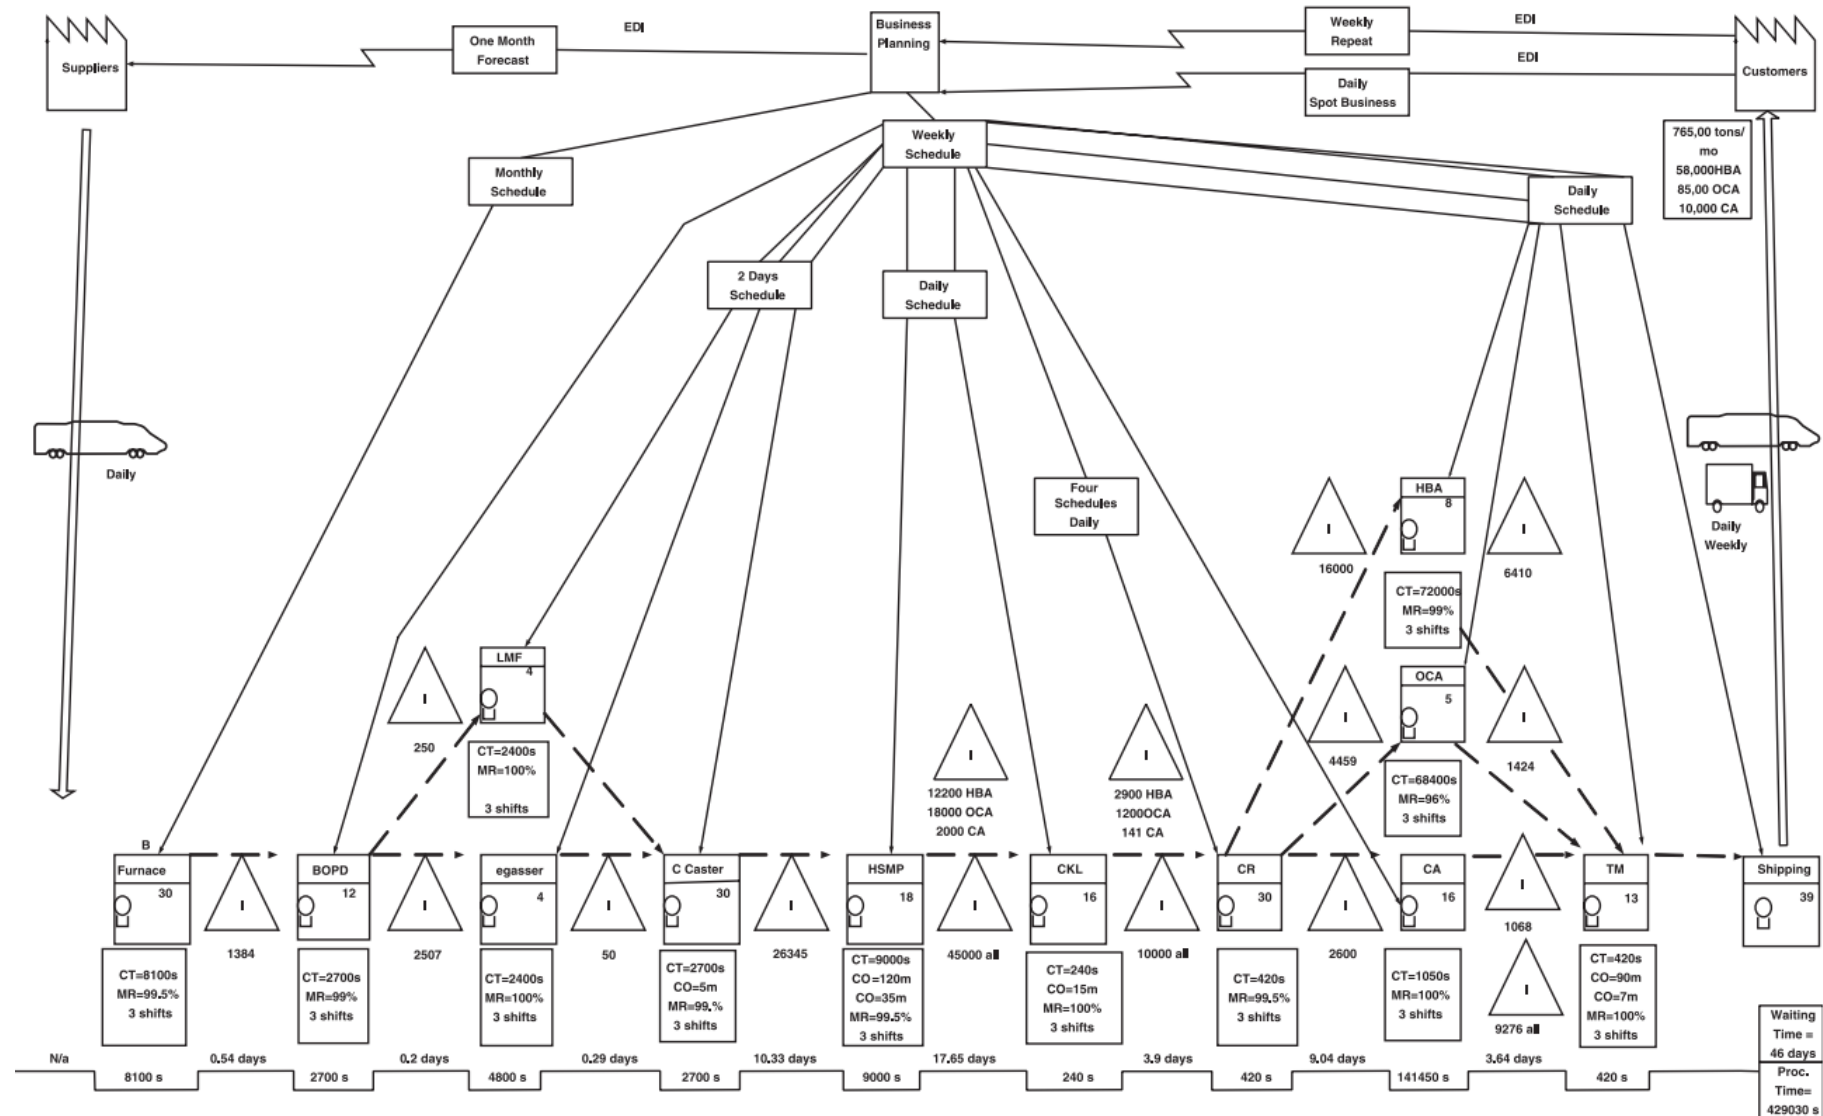 Suppliers
One Month
Forecast
EDI
Business
Planning
Weekly
Repeat
EDI
Daily
Spot Business
EDI
Customers
Monthly
Schedule
Weekly
Schedule
Daily
Schedule
765,00 tons/
mo
58,000HBA
85,00 OCA
10,000 CA
2 Days
Schedule
Daily
Schedule
Four
Schedules
Daily
Daily
Daily
Weekly
HBA
8
I
16000
I
6410
CT=72000s
MR=99%
3 shifts
LMF
4
I
250
CT=2400s
MR=100%
3 shifts
OCA
5
I
4459
I
1424
CT=68400s
MR=96%
3 shifts
I
12200 HBA
18000 OCA
2000 CA
I
2900 HBA
1200OCA
141 CA
B
Furnace
30
I
1384
BOPD
12
I
2507
egasser
4
I
50
C Caster
30
I
26345
HSMP
18
I
45000 all
CKL
16
I
10000 all
CR
30
I
2600
CA
16
I
1068
I
9276 all
TM
13
Shipping
39
CT=8100s
MR=99.5%
3 shifts
CT=2700s
MR=99%
3 shifts
CT=2400s
MR=100%
3 shifts
CT=2700s
CO=5m
MR=99.%
3 shifts
CT=9000s
CO=120m
CO=35m
MR=99.5%
3 shifts
CT=240s
CO=15m
MR=100%
3 shifts
CT=420s
MR=99.5%
3 shifts
CT=1050s
MR=100%
3 shifts
CT=420s
CO=90m
CO=7m
MR=100%
3 shifts
N/a
0.54 days
0.2 days
0.29 days
10.33 days
17.65 days
3.9 days
9.04 days
3.64 days
8100 s
2700 s
4800 s
2700 s
9000 s
240 s
420 s
141450 s
420 s
Waiting
Time =
46 days
Proc.
Time=
429030 s